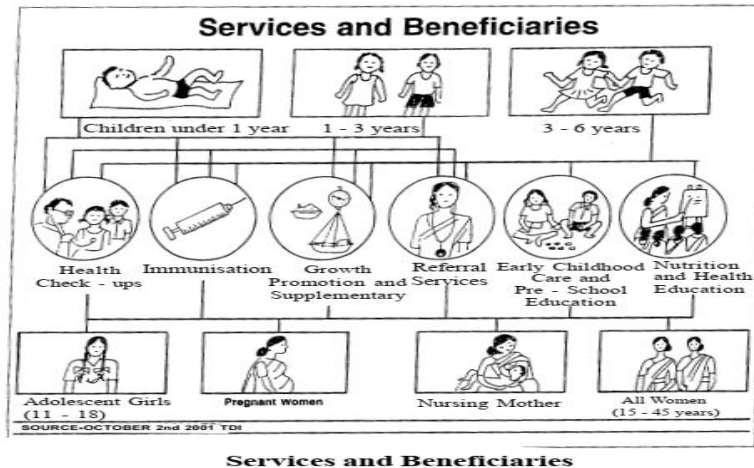 Services and Beneficiaries
Children under 1 year
1 - 3 years
3 - 6 years
Health
Check - ups
Immunisation
Growth
Promotion and
Supplementary
Referral
Services
Early Childhood
Care and
Pre - School
Education
Nutrition
and Health
Education
Adolescent Girls
(11 - 18)
Pregnant Women
Nursing Mother
All Women
(15 - 45 years)
SOURCE-OCTOBER 2nd 2001 TDI
Services and Beneficiaries